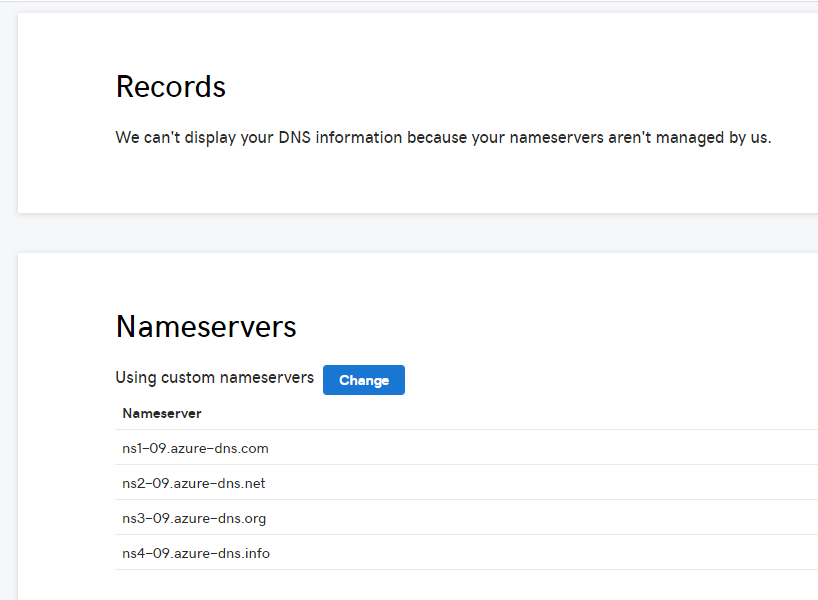 Records
We can't display your DNS information because your nameservers aren't managed by us.
Nameservers
Using custom nameservers Change
Nameserver
ns1-09.azure-dns.com
ns2-09.azure-dns.net
ns3-09.azure-dns.org
ns4-09.azure-dns.info